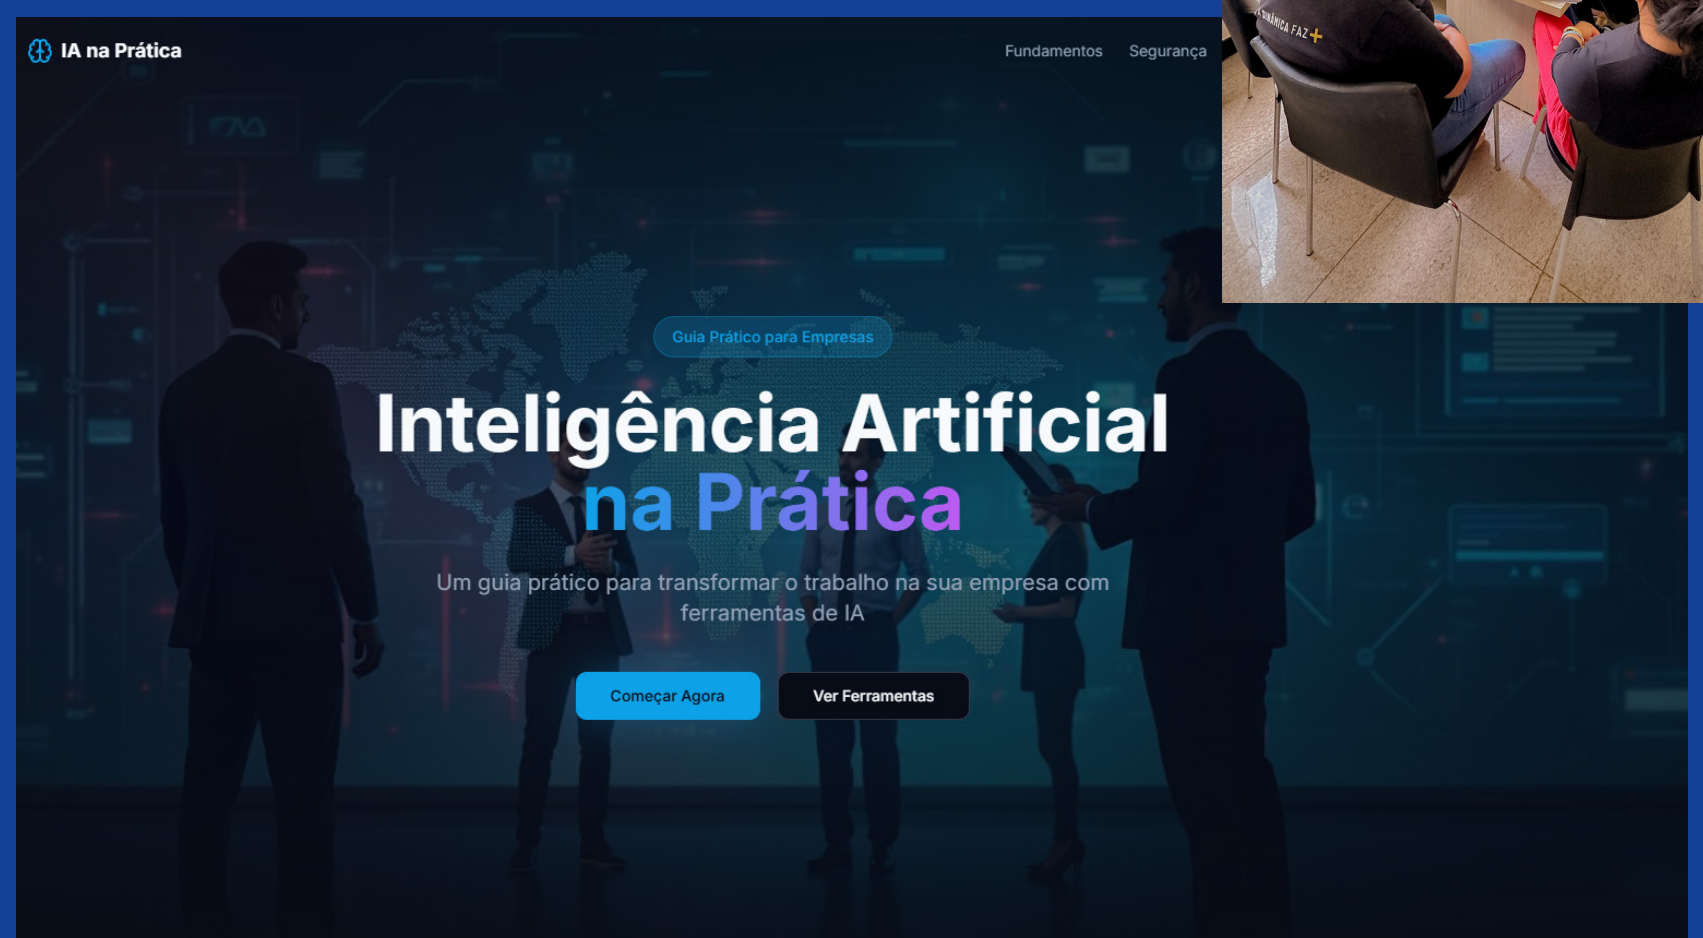 IA na Prática
Fundamentos
Segurança
DINÂMICA FAZ+
Guia Prático para Empresas
Inteligência Artificial
na Prática
Um guia prático para transformar o trabalho na sua empresa com
ferramentas de IA
Começar Agora
Ver Ferramentas